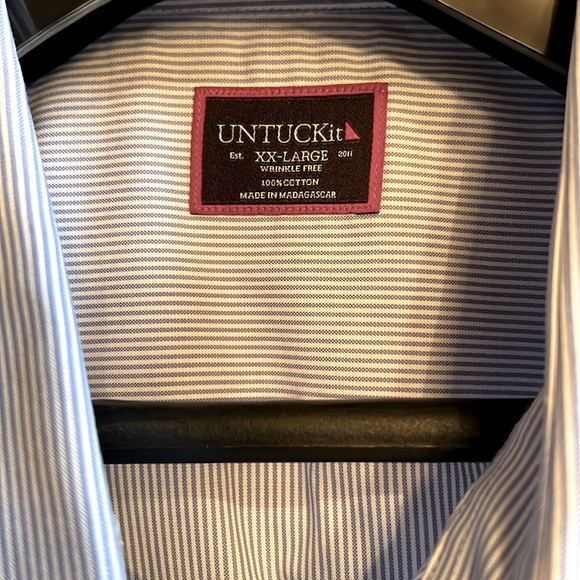 UNTUCKit
Est. XX-LARGE 2011
WRINKLE FREE
100% COTTON
MADE IN MADAGASCAR